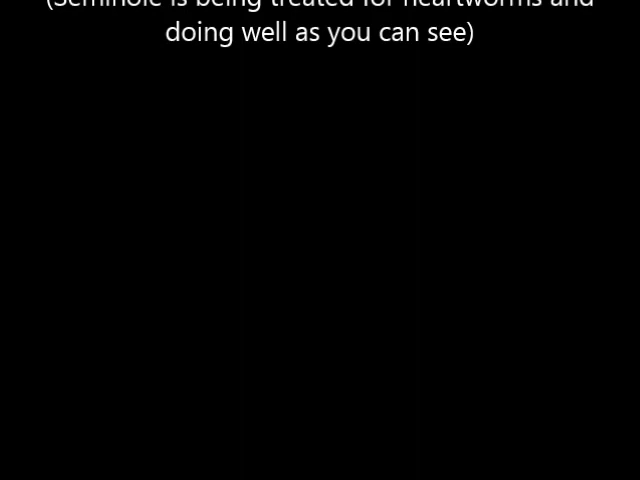 (Seminole is being treated for heartworms and
doing well as you can see)